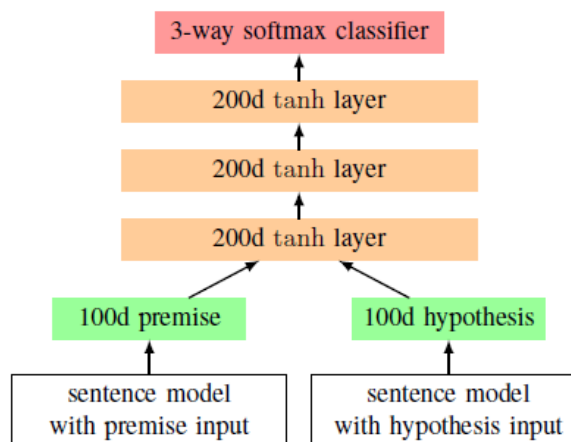 3-way softmax classifier
200d tanh layer
200d tanh layer
200d tanh layer
100d premise
100d hypothesis
sentence model
with premise input
sentence model
with hypothesis input